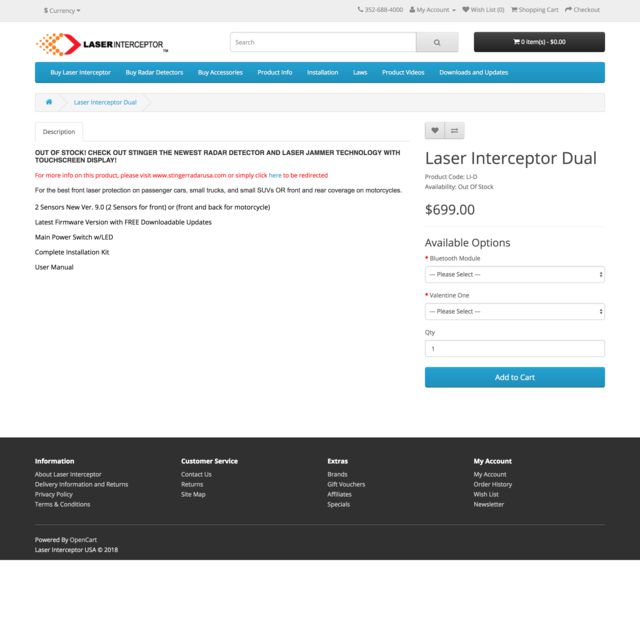 $ Currency
352-688-4000 My Account Wish List (0) Shopping Cart Checkout
LASERINTERCEPTOR™
Search
0 item(s) - $0.00
Buy Laser Interceptor Buy Radar Detectors Buy Accessories Product Info Installation Laws Product Videos Downloads and Updates
Laser Interceptor Dual
Description
OUT OF STOCK! CHECK OUT STINGER THE NEWEST RADAR DETECTOR AND LASER JAMMER TECHNOLOGY WITH
TOUCHSCREEN DISPLAY!
For more info on this product, please visit www.stingerradarusa.com or simply click here to be redirected
For the best front laser protection on passenger cars, small trucks, and small SUVs OR front and rear coverage on motorcycles.
2 Sensors New Ver. 9.0 (2 Sensors for front) or (front and back for motorcycle)
Latest Firmware Version with FREE Downloadable Updates
Main Power Switch w/LED
Complete Installation Kit
User Manual
Laser Interceptor Dual
Product Code: LI-D
Availability: Out Of Stock
$699.00
Available Options
* Bluetooth Module
--- Please Select ---
* Valentine One
--- Please Select ---
Qty
1
Add to Cart
Information
About Laser Interceptor
Delivery Information and Returns
Privacy Policy
Terms & Conditions
Customer Service
Contact Us
Returns
Site Map
Extras
Brands
Gift Vouchers
Affiliates
Specials
My Account
My Account
Order History
Wish List
Newsletter
Powered By OpenCart
Laser Interceptor USA © 2018